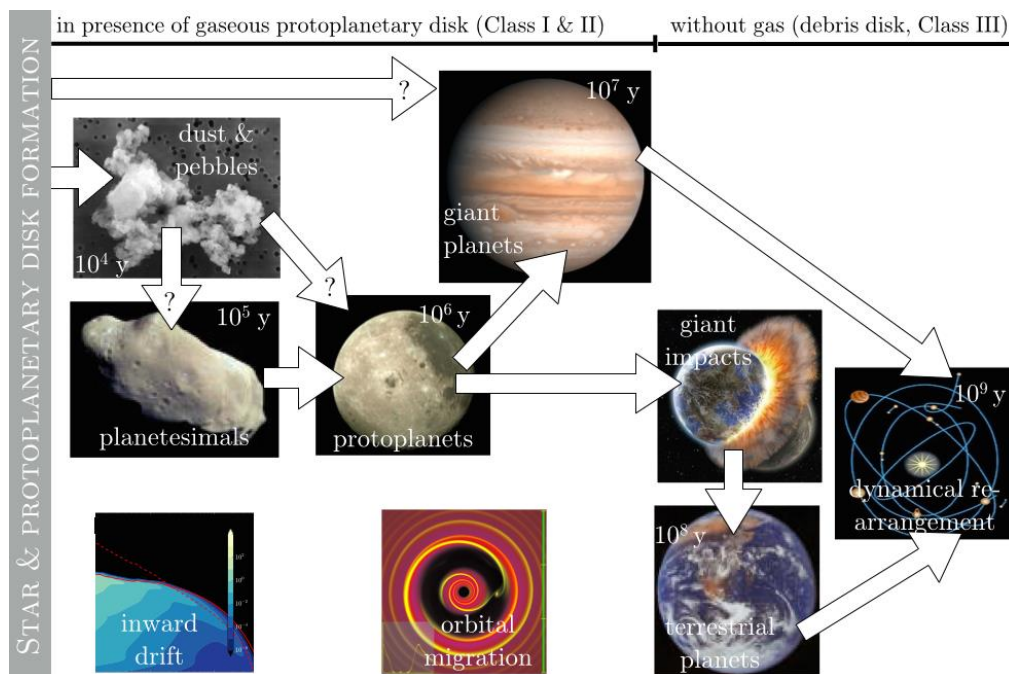 in presence of gaseous protoplanetary disk (Class I & II)
without gas (debris disk, Class III)
STAR & PROTOPLANETARY DISK FORMATION
?
10⁷ y
giant
planets
dust &
pebbles
10⁴ y
?
?
10⁵ y
planetesimals
10⁶ y
protoplanets
giant
impacts
10⁹ y
dynamical re-
arrangement
10⁸ y
terrestrial
planets
inward
drift
orbital
migration